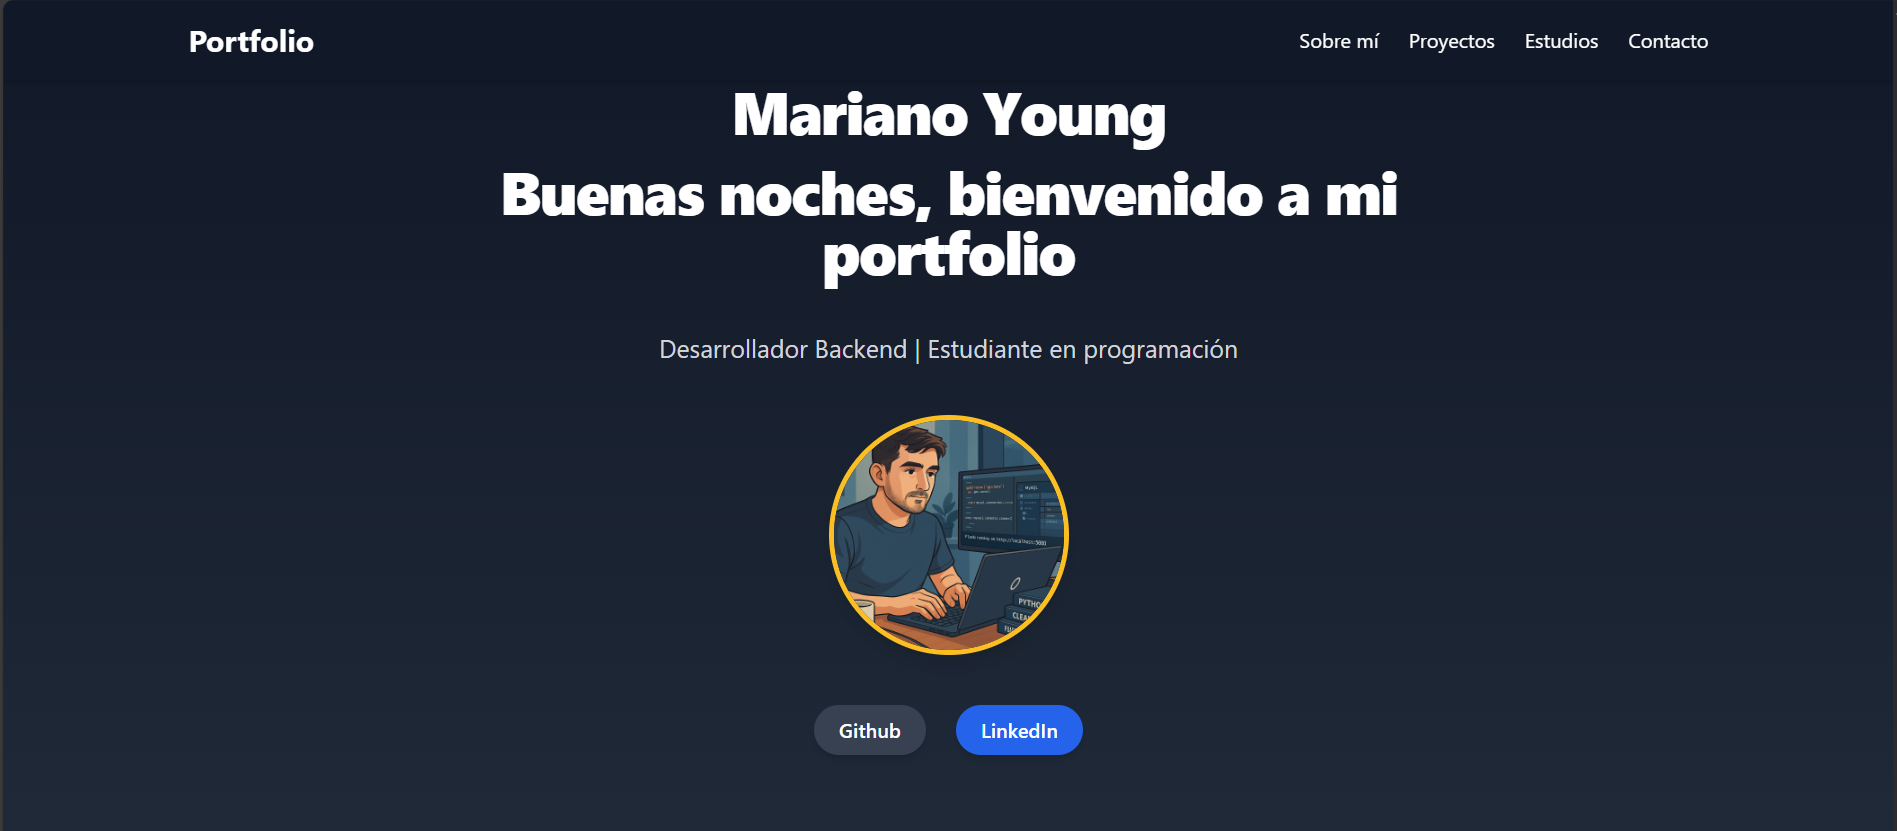 Portfolio
Sobre mí
Proyectos
Estudios
Contacto
Mariano Young
Buenas noches, bienvenido a mi
portfolio
Desarrollador Backend | Estudiante en programación
MySQL
PYTHO
CLEA
Github
LinkedIn